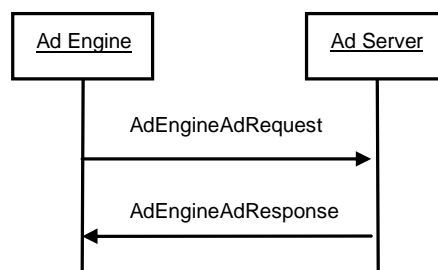 Ad Engine
Ad Server
AdEngineAdRequest
AdEngineAdResponse